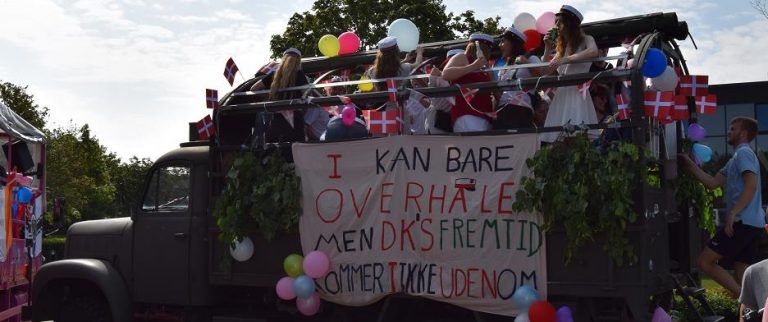 I KAN BARE
OVERHALE
MEN DK'S FREMTID
KOMMER I IKKE UDENOM